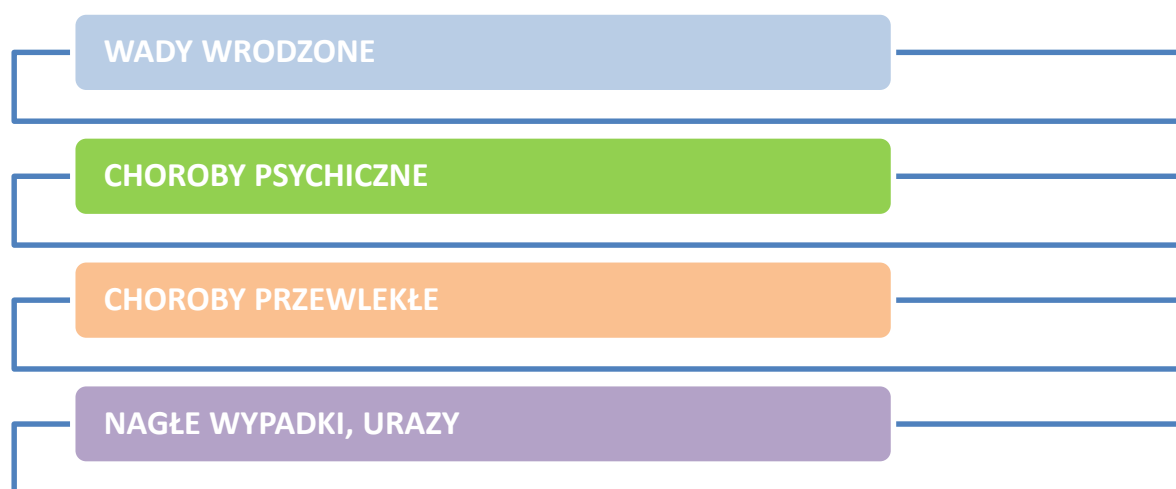 WADY WRODZONE
CHOROBY PSYCHICZNE
CHOROBY PRZEWLEKŁE
NAGŁE WYPADKI, URAZY